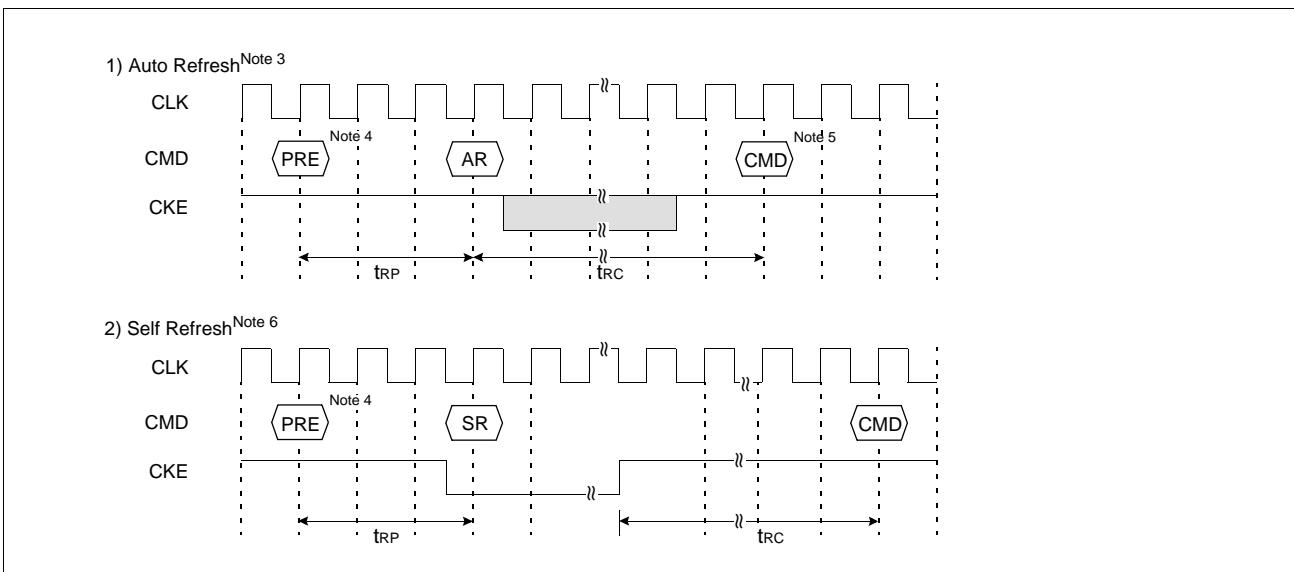 1) Auto Refresh Note 3
CLK
CMD PRE Note 4 AR CMD Note 5
CKE
tRP tRC
2) Self Refresh Note 6
CLK
CMD PRE Note 4 SR CMD
CKE
tRP tRC